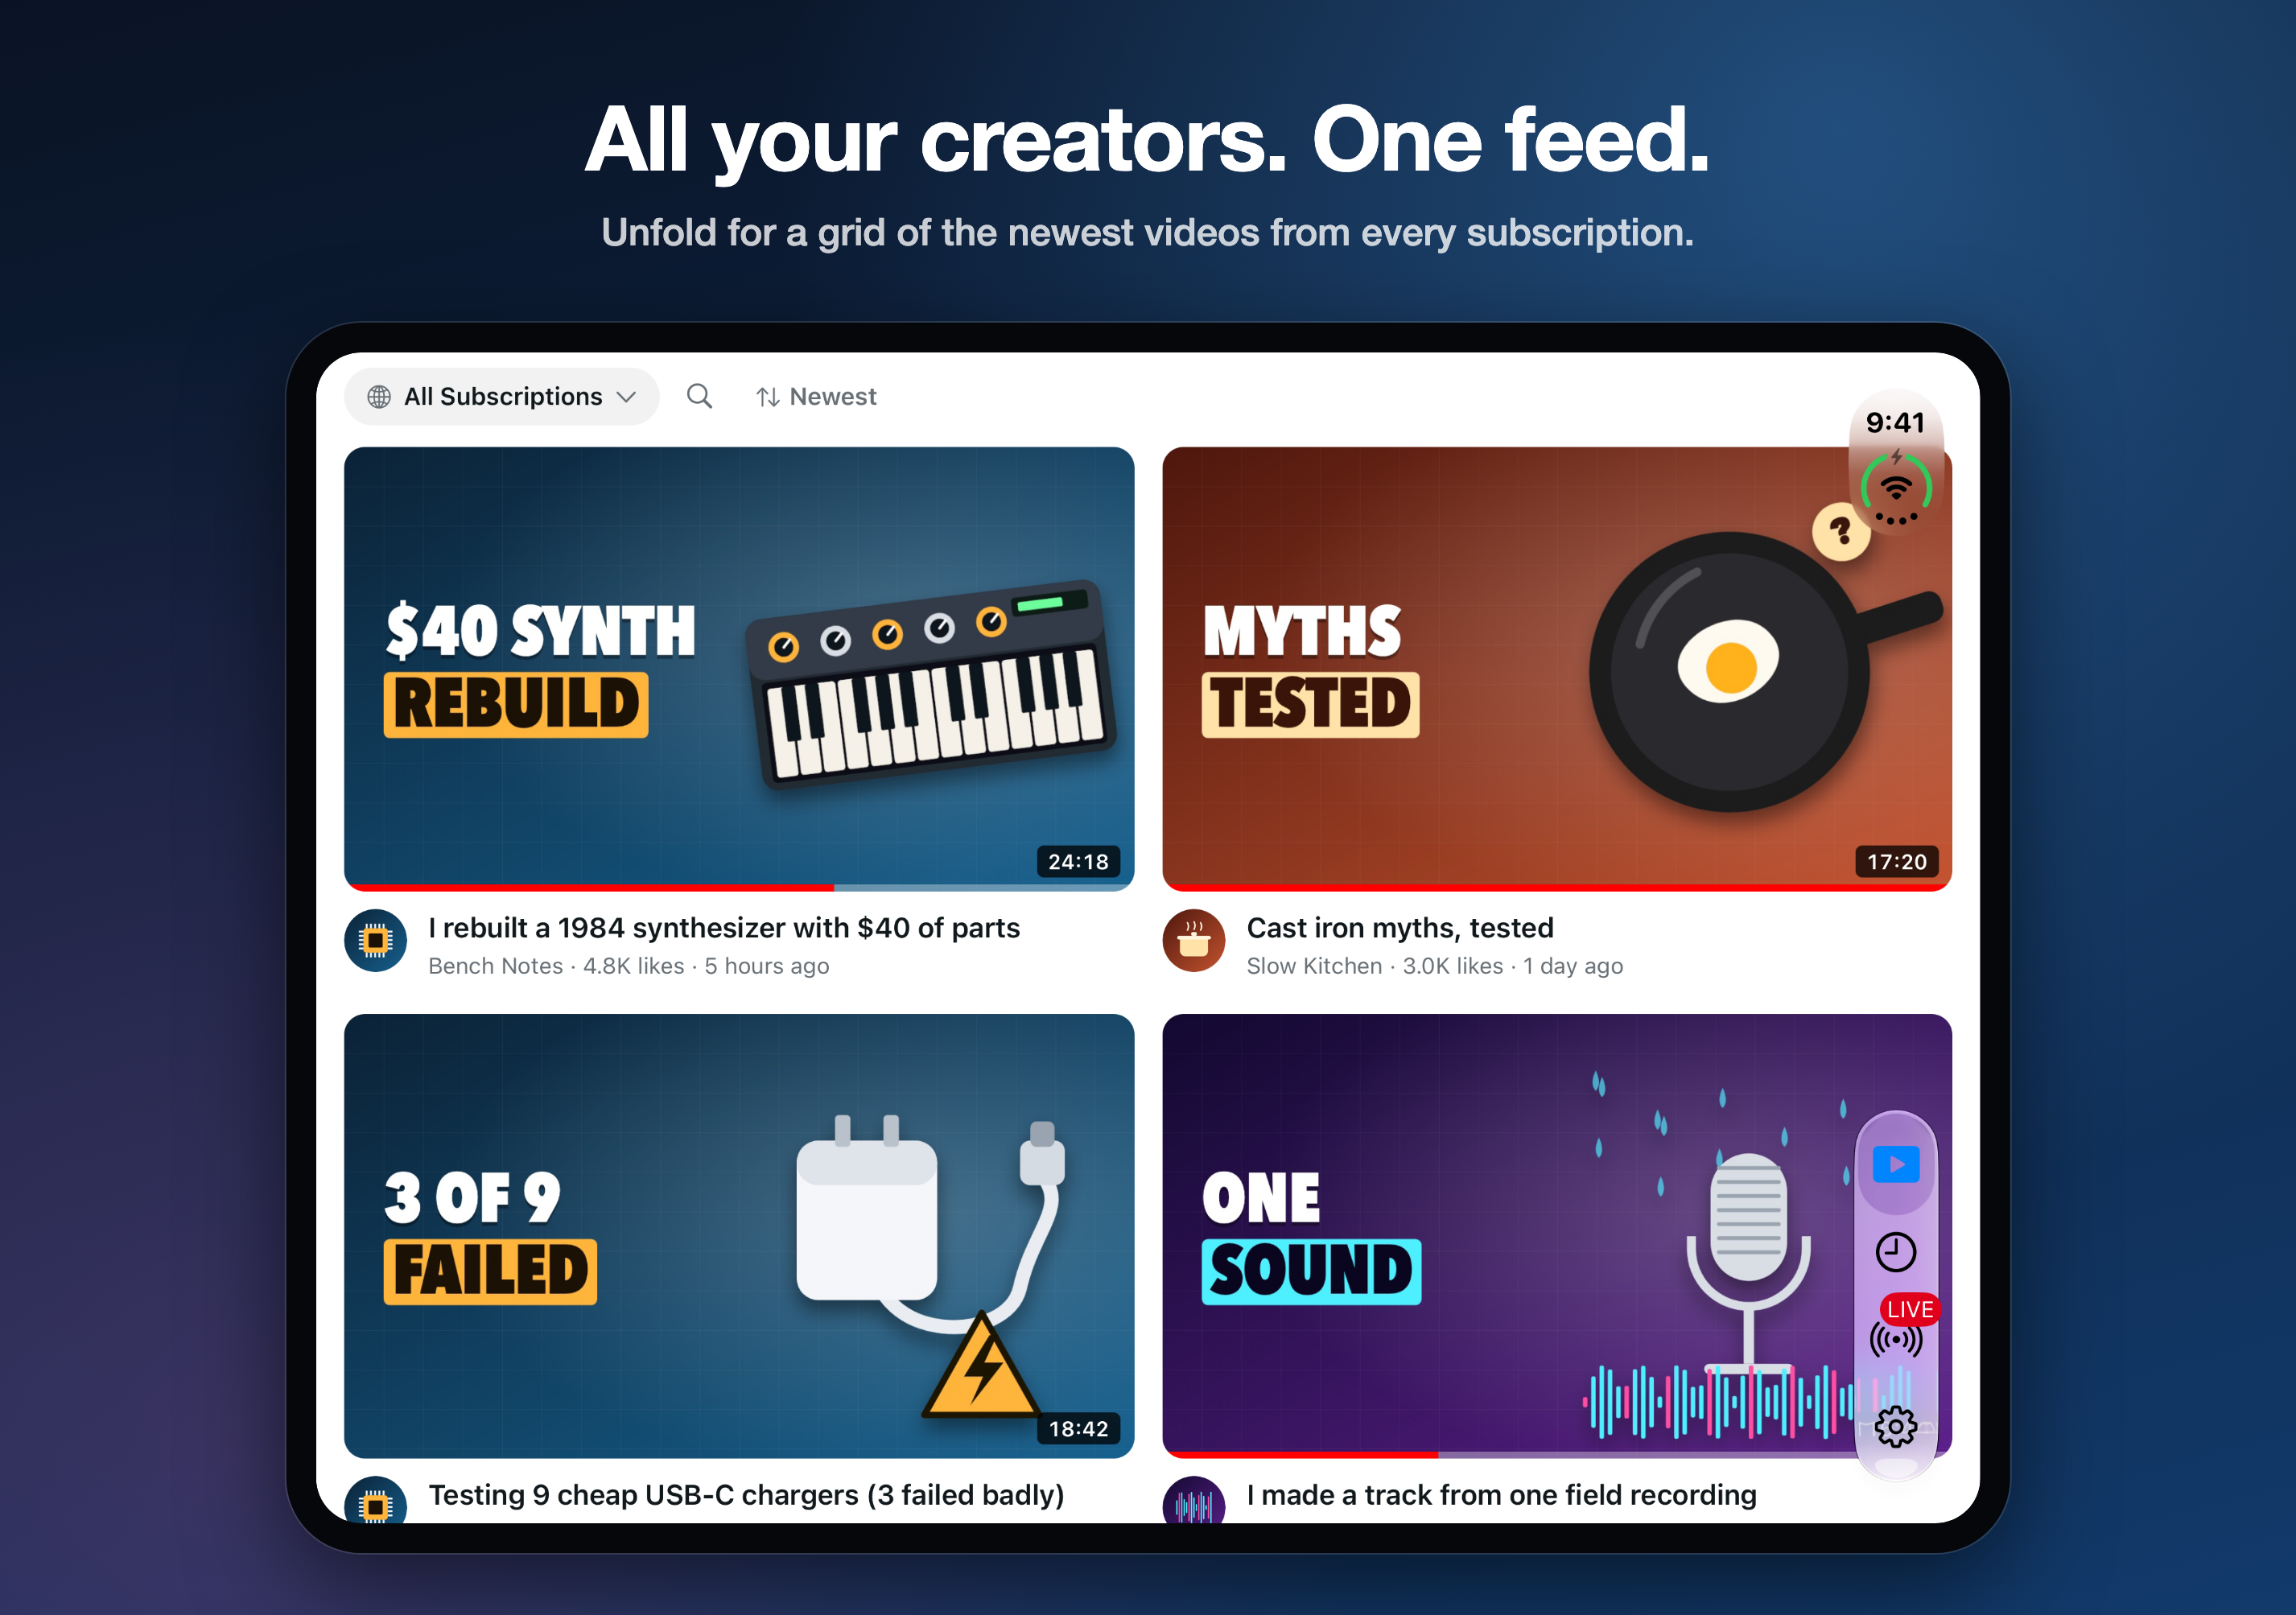 All your creators. One feed.
Unfold for a grid of the newest videos from every subscription.
All Subscriptions
Newest
9:41
$40 SYNTH
REBUILD
24:18
I rebuilt a 1984 synthesizer with $40 of parts
Bench Notes · 4.8K likes · 5 hours ago
MYTHS
TESTED
?
17:20
Cast iron myths, tested
Slow Kitchen · 3.0K likes · 1 day ago
3 OF 9
FAILED
18:42
Testing 9 cheap USB-C chargers (3 failed badly)
ONE
SOUND
LIVE
I made a track from one field recording